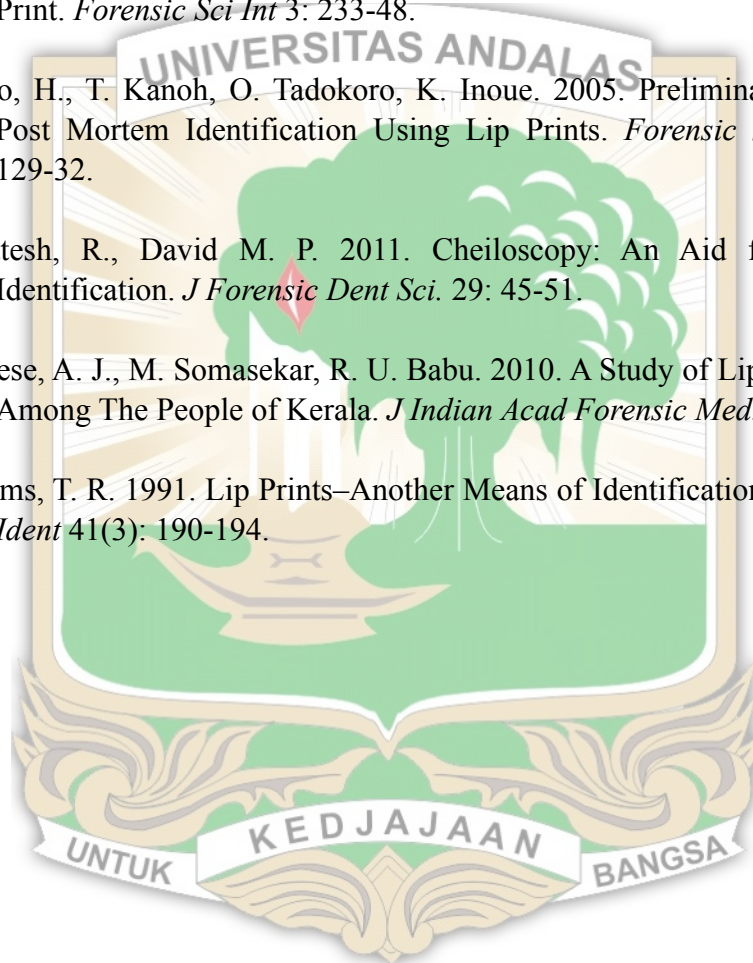 Print. Forensic Sci Int 3: 233-48.
UNIVERSITAS ANDALAS
o, H., T. Kanoh, O. Tadokoro, K. Inoue. 2005. Prelimina
Post Mortem Identification Using Lip Prints. Forensic
129-32.
tesh, R., David M. P. 2011. Cheiloscopy: An Aid f
Identification. J Forensic Dent Sci. 29: 45-51.
ese, A. J., M. Somasekar, R. U. Babu. 2010. A Study of Lip
Among The People of Kerala. J Indian Acad Forensic Med.
ms, T. R. 1991. Lip Prints–Another Means of Identification
Ident 41(3): 190-194.
UNTUK KEDJAJAAN BANGSA